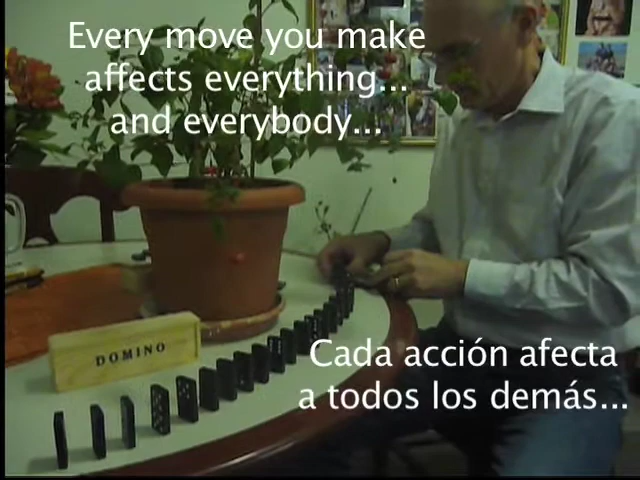 Every move you make
affects everything...
and everybody...
DOMINO
Cada acción afecta
a todos los demás...